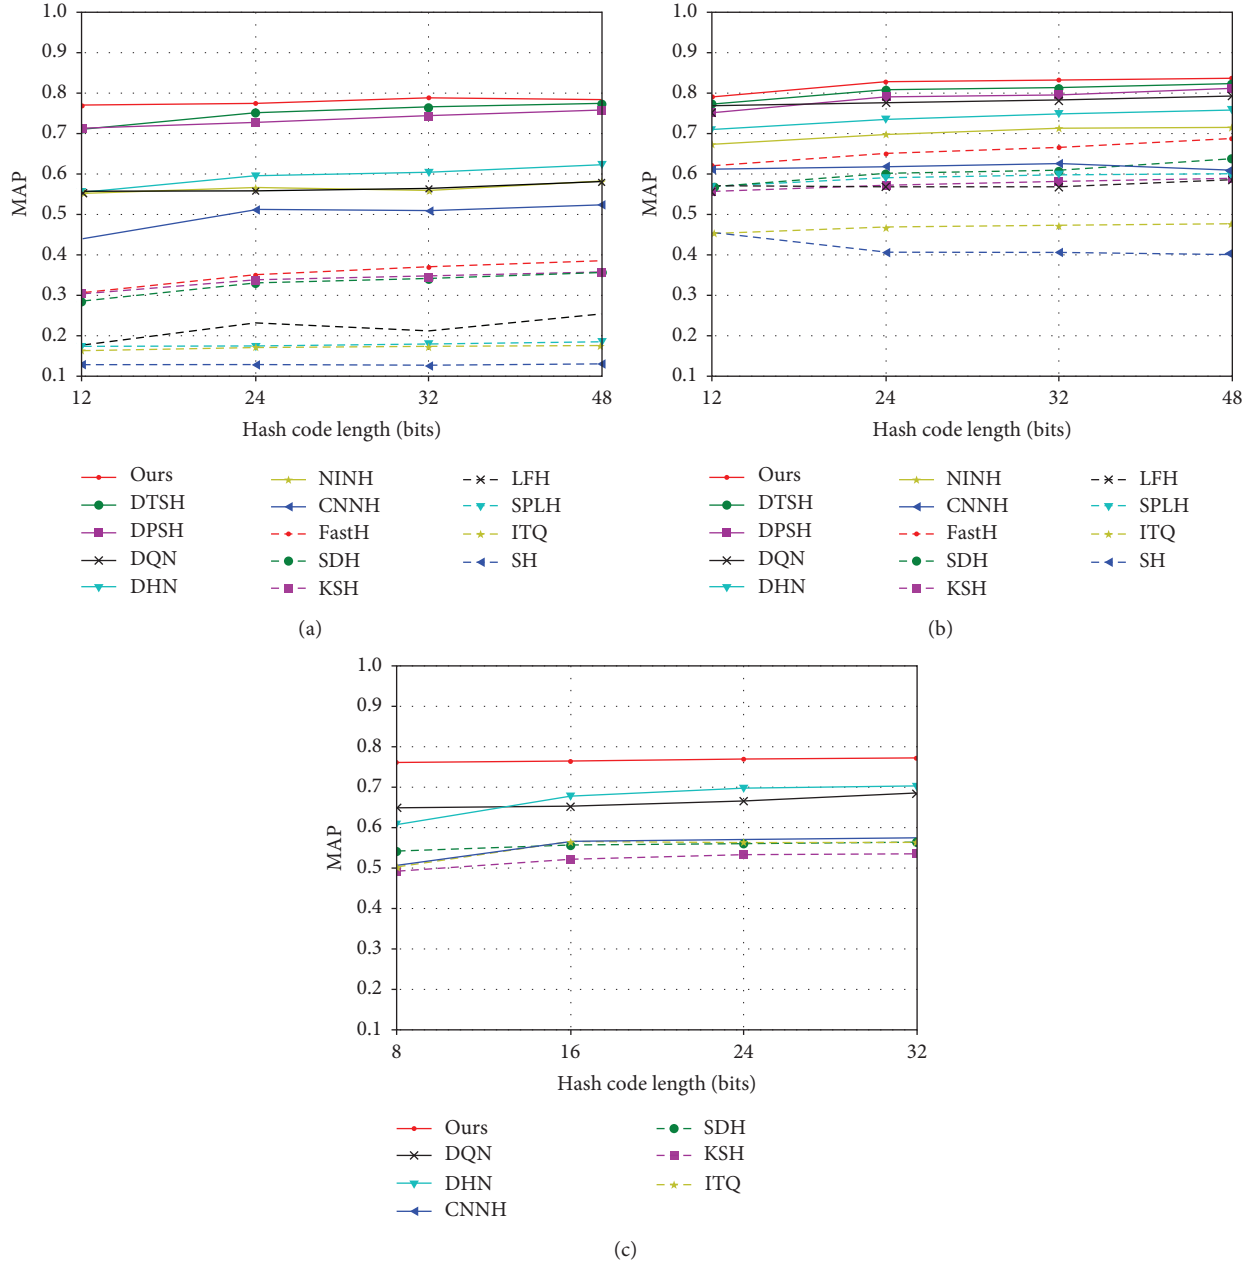 1.0
0.9
0.8
0.7
0.6
0.5
0.4
0.3
0.2
0.1
MAP
12 24 32 48
Hash code length (bits)
Ours NINH LFH
DTSH CNNH SPLH
DPSH FastH ITQ
DQN SDH SH
DHN KSH
(a)
1.0
0.9
0.8
0.7
0.6
0.5
0.4
0.3
0.2
0.1
MAP
12 24 32 48
Hash code length (bits)
Ours NINH LFH
DTSH CNNH SPLH
DPSH FastH ITQ
DQN SDH SH
DHN KSH
(b)
1.0
0.9
0.8
0.7
0.6
0.5
0.4
0.3
0.2
0.1
MAP
8 16 24 32
Hash code length (bits)
Ours SDH
DQN KSH
DHN ITQ
CNNH
(c)